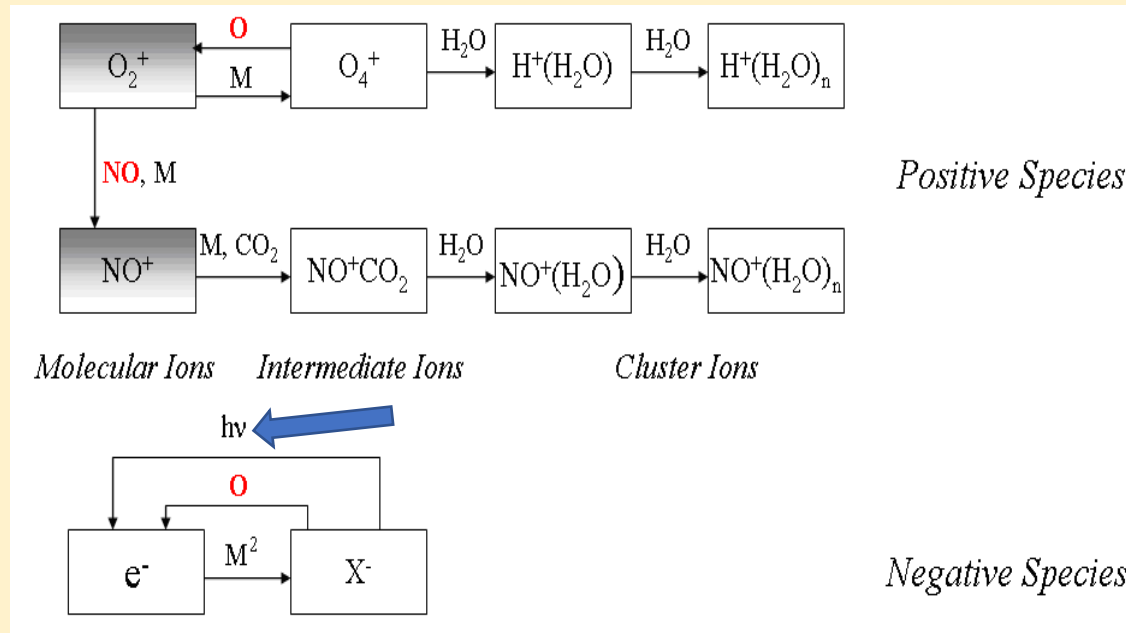 O
H₂O
H₂O
O₂⁺
O₄⁺
H⁺(H₂O)
H⁺(H₂O)ₙ
M
NO, M
Positive Species
M, CO₂
H₂O
H₂O
NO⁺
NO⁺CO₂
NO⁺(H₂O)
NO⁺(H₂O)ₙ
Molecular Ions
Intermediate Ions
Cluster Ions
hν
O
M²
e⁻
X⁻
Negative Species